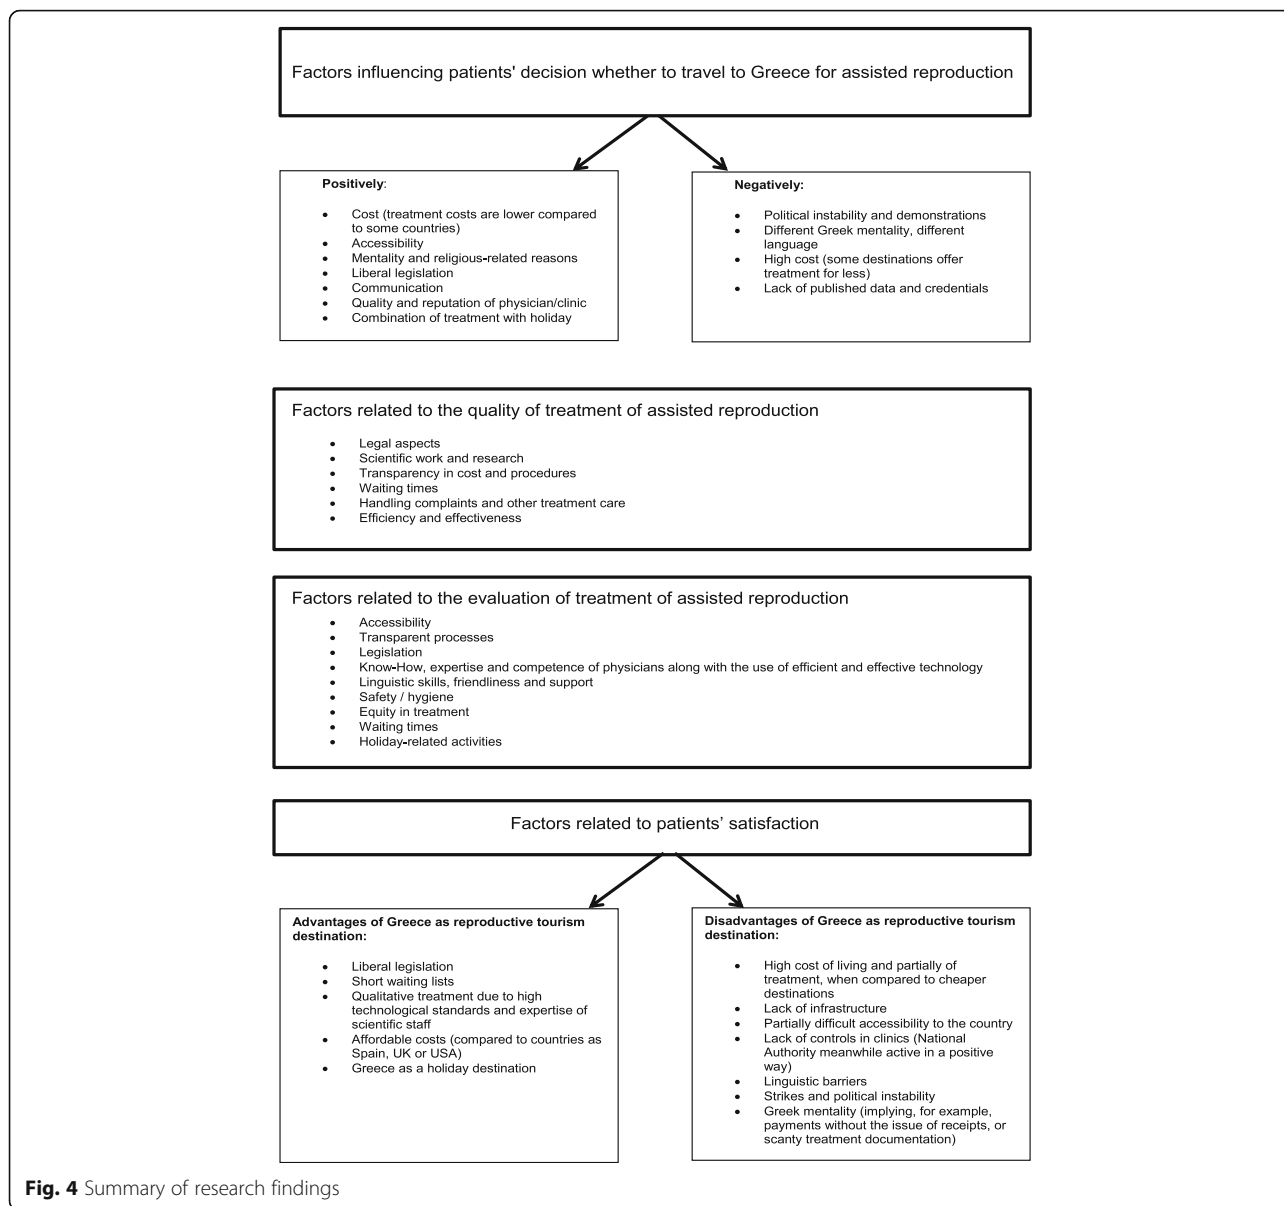 Factors influencing patients' decision whether to travel to Greece for assisted reproduction
Positively:
• Cost (treatment costs are lower compared
to some countries)
• Accessibility
• Mentality and religious-related reasons
• Liberal legislation
• Communication
• Quality and reputation of physician/clinic
• Combination of treatment with holiday
Negatively:
• Political instability and demonstrations
• Different Greek mentality, different
language
• High cost (some destinations offer
treatment for less)
• Lack of published data and credentials
Factors related to the quality of treatment of assisted reproduction
• Legal aspects
• Scientific work and research
• Transparency in cost and procedures
• Waiting times
• Handling complaints and other treatment care
• Efficiency and effectiveness
Factors related to the evaluation of treatment of assisted reproduction
• Accessibility
• Transparent processes
• Legislation
• Know-How, expertise and competence of physicians along with the use of efficient and effective technology
• Linguistic skills, friendliness and support
• Safety / hygiene
• Equity in treatment
• Waiting times
• Holiday-related activities
Factors related to patients’ satisfaction
Advantages of Greece as reproductive tourism
destination:
• Liberal legislation
• Short waiting lists
• Qualitative treatment due to high
technological standards and expertise of
scientific staff
• Affordable costs (compared to countries as
Spain, UK or USA)
• Greece as a holiday destination
Disadvantages of Greece as reproductive tourism
destination:
• High cost of living and partially of
treatment, when compared to cheaper
destinations
• Lack of infrastructure
• Partially difficult accessibility to the country
• Lack of controls in clinics (National
Authority meanwhile active in a positive
way)
• Linguistic barriers
• Strikes and political instability
• Greek mentality (implying, for example,
payments without the issue of receipts, or
scanty treatment documentation)
Fig. 4 Summary of research findings